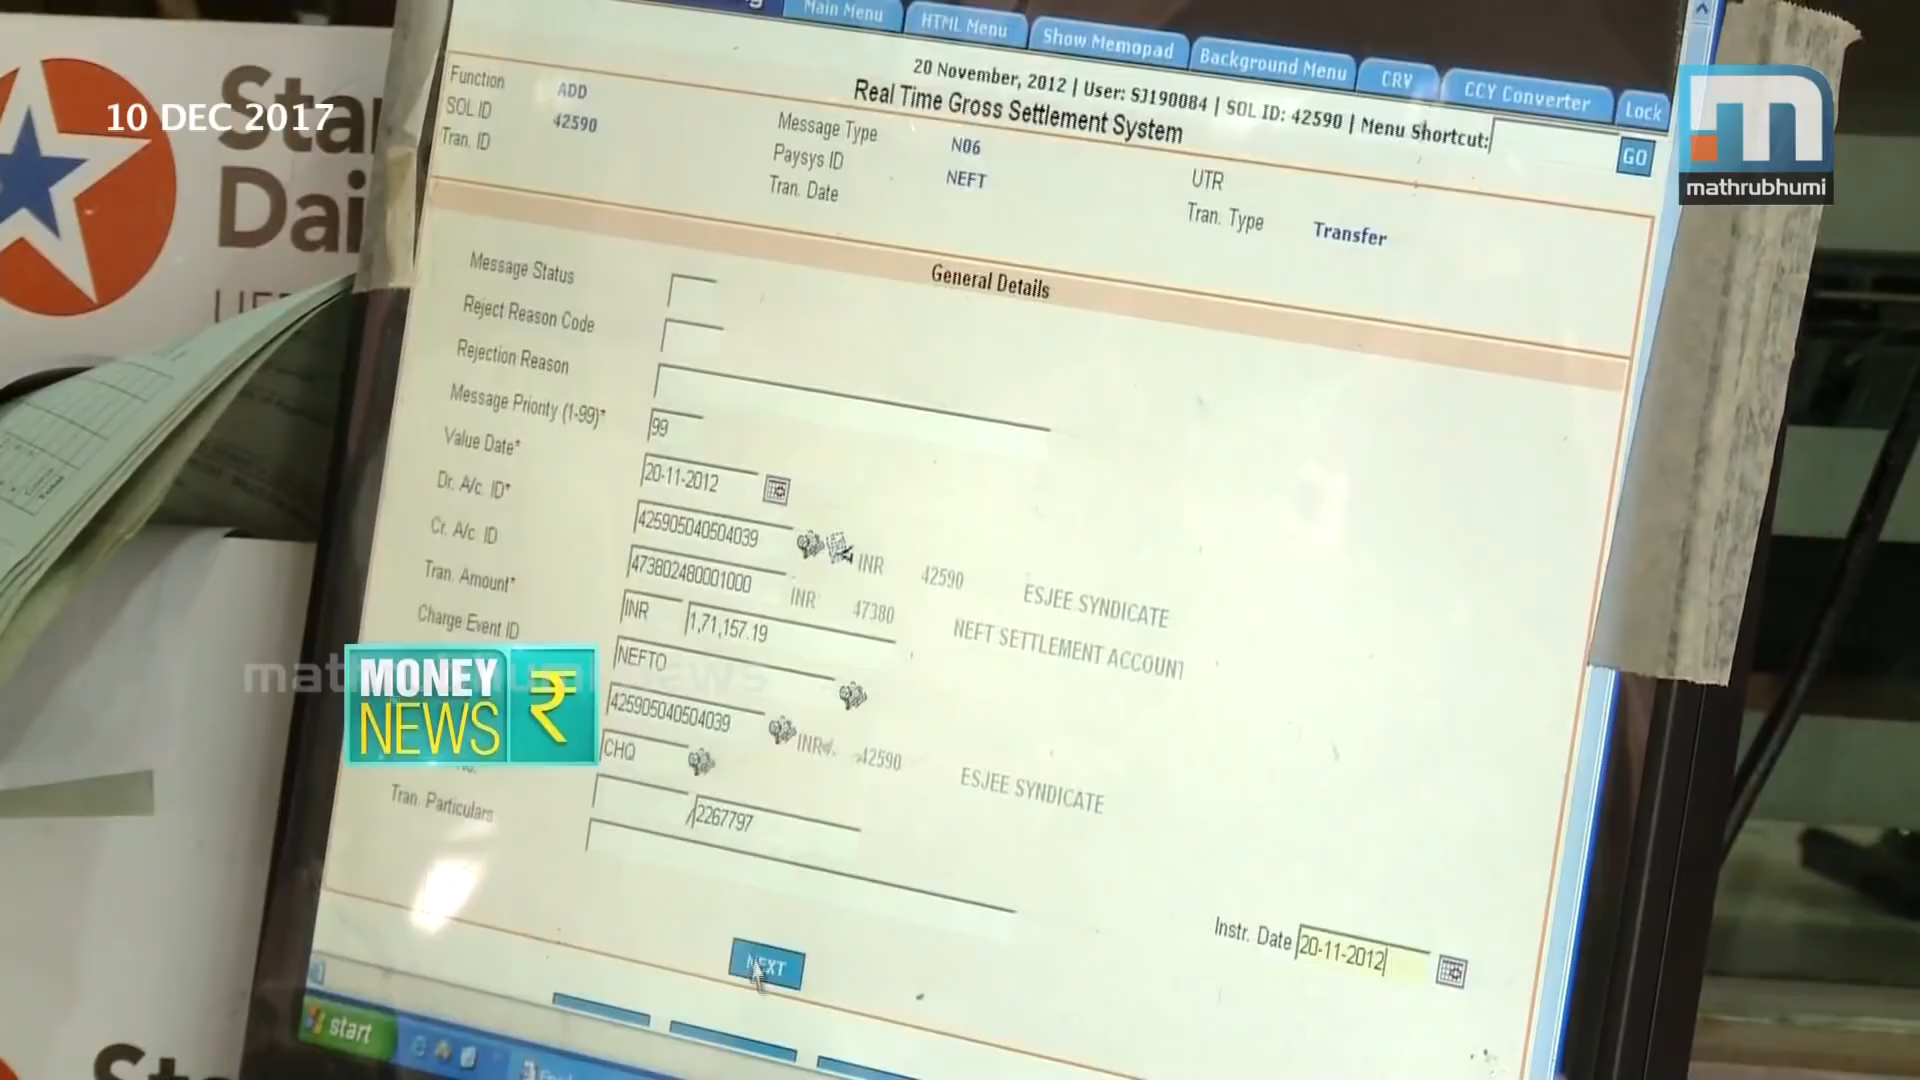 Main Menu
HTML Menu
Show Memopad
Background Menu
CRV
CCY Converter
Lock
20 November, 2012 | User: SJ190084 | SOL ID: 42590 | Menu Shortcut:
GO
Real Time Gross Settlement System
Function ADD
SOL ID 42590
Tran. ID
Message Type N06
Paysys ID NEFT
Tran. Date
UTR
Tran. Type Transfer
General Details
Message Status
Reject Reason Code
Rejection Reason
Message Priority (1-99)* 99
Value Date* 20-11-2012
Dr. A/c. ID* 425905040504039 INR 42590 ESJEE SYNDICATE
Cr. A/c. ID 473802480001000 INR 47380 NEFT SETTLEMENT ACCOUNT
Tran. Amount* INR 1,71,157.19
Charge Event ID NEFTO
425905040504039 INR 42590 ESJEE SYNDICATE
CHQ
/2267797
Tran. Particulars
Instr. Date 20-11-2012
NEXT
start
10 DEC 2017
mathrubhumi
mathrubhumi news
MONEY
NEWS ₹